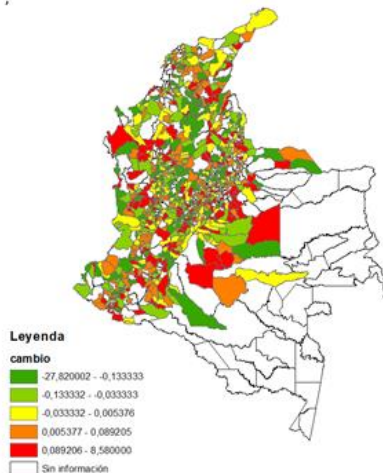 Leyenda
cambio
-27,820002 - -0,133333
-0,133332 - -0,033333
-0,033332 - 0,005376
0,005377 - 0,089205
0,089206 - 8,580000
Sin información